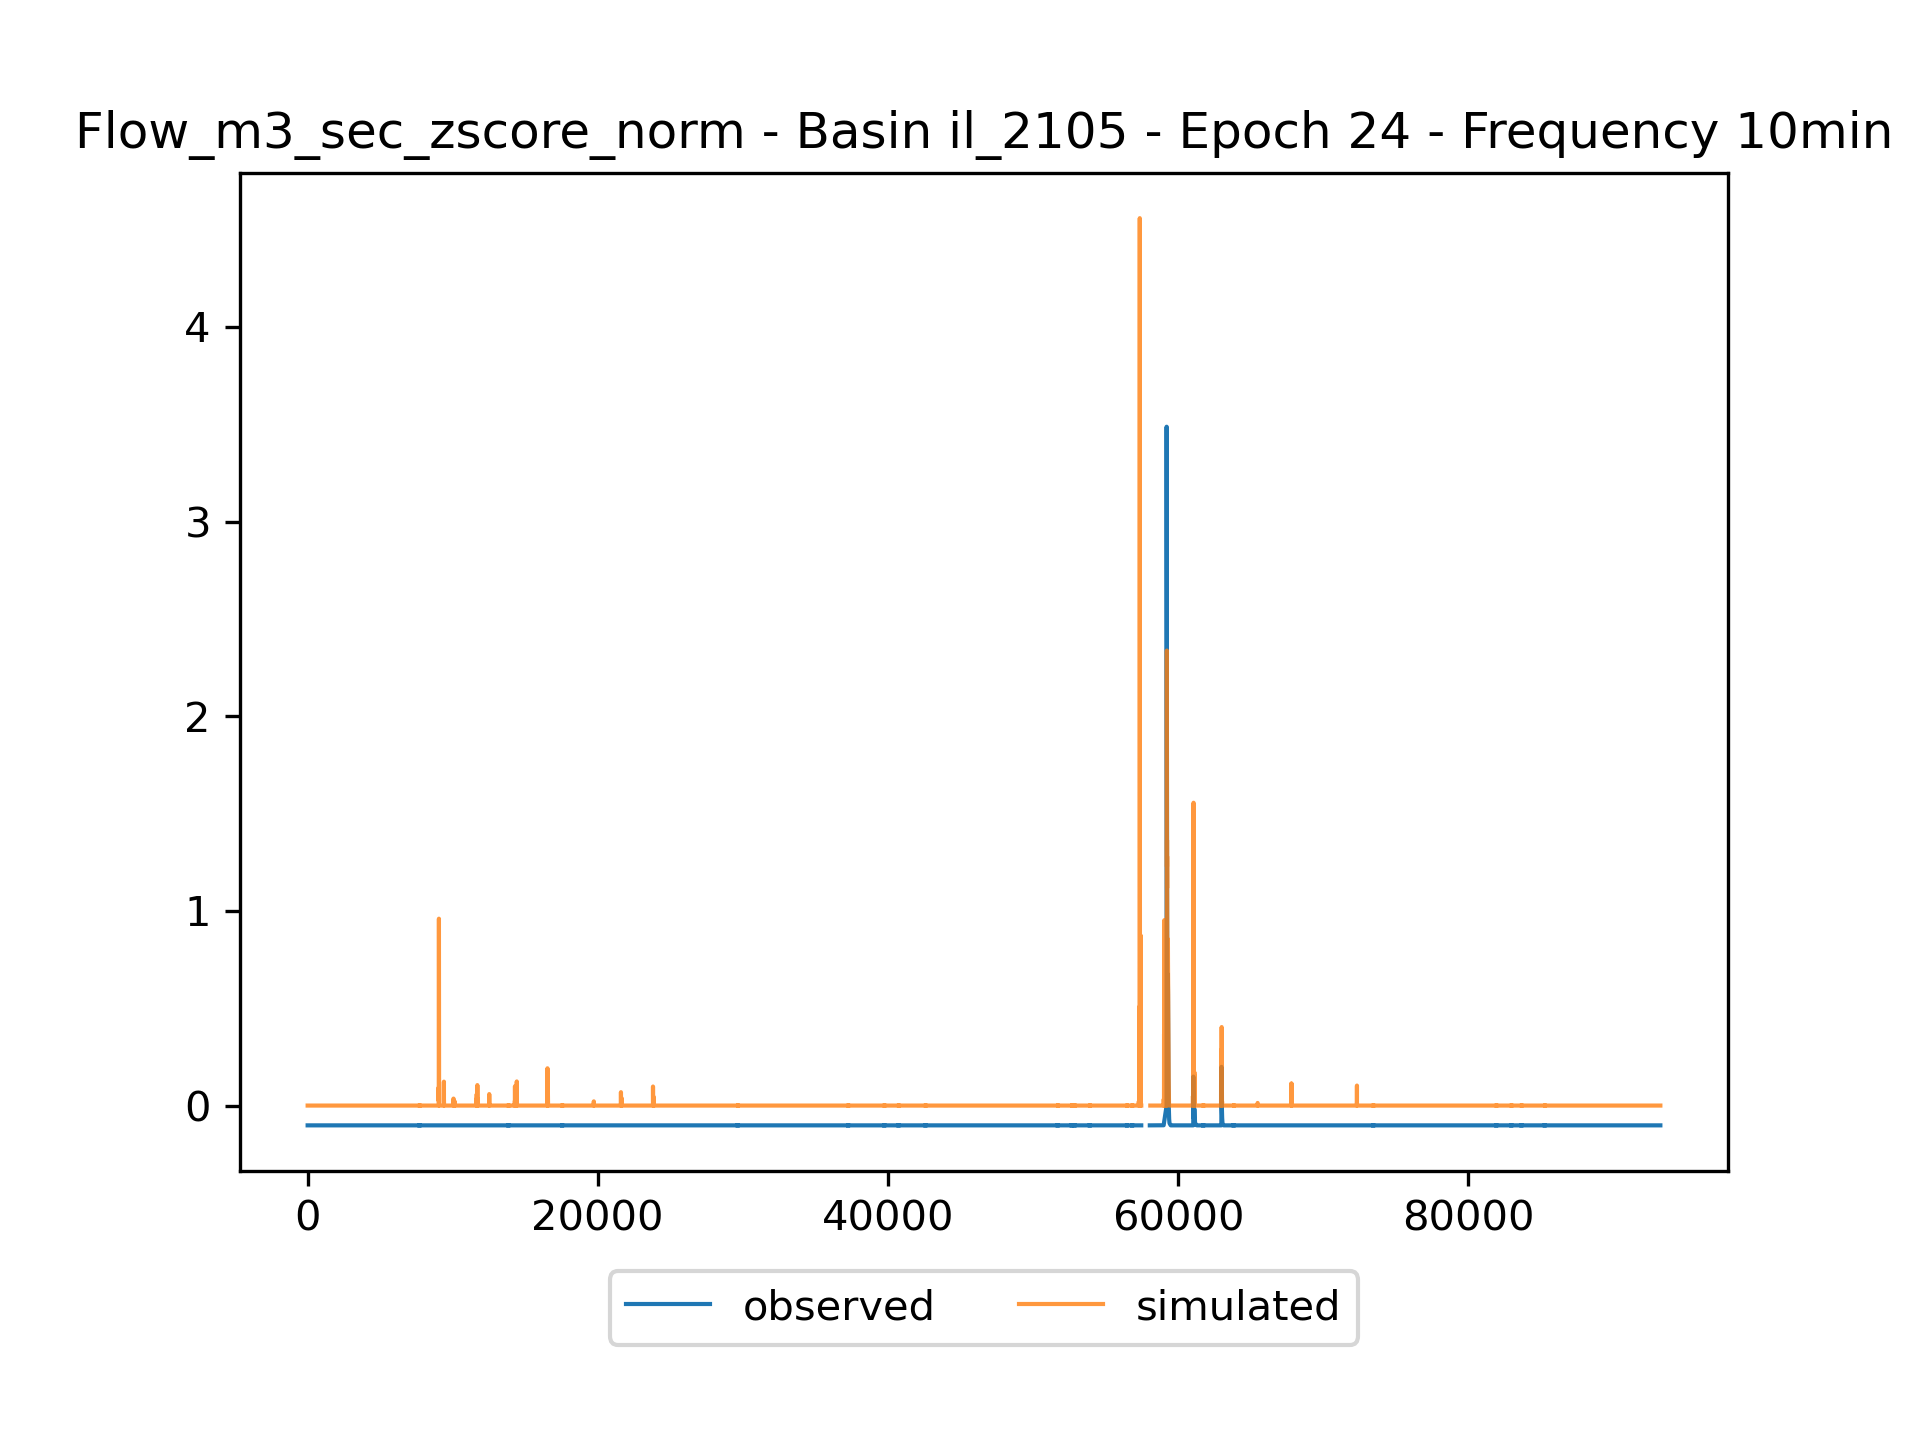 Flow_m3_sec_zscore_norm - Basin il_2105 - Epoch 24 - Frequency 10min
4
3
2
1
0
0 20000 40000 60000 80000
observed simulated